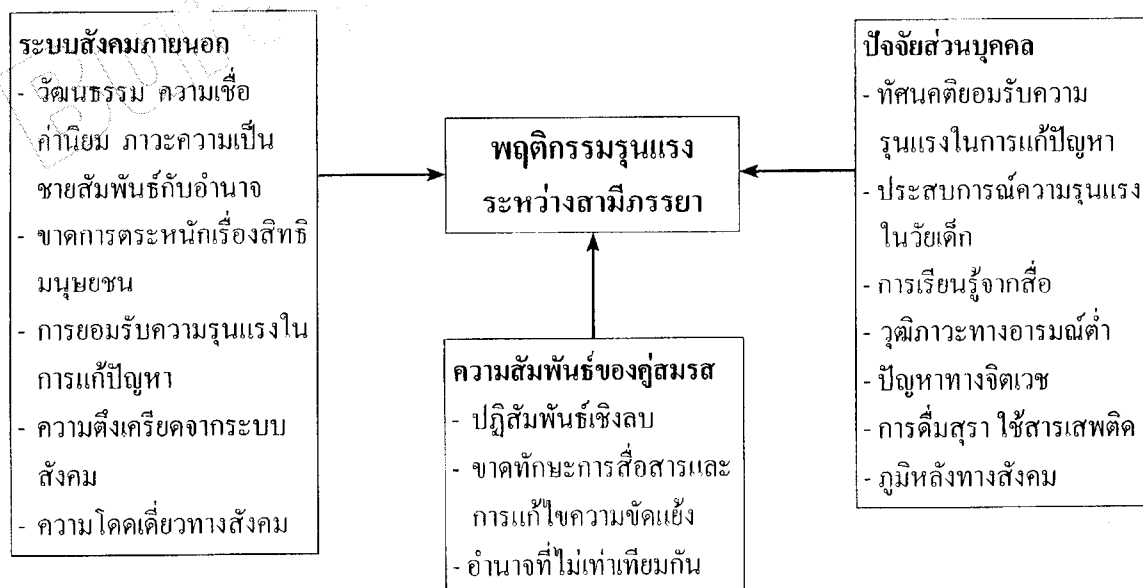 ระบบสังคมภายนอก
- วัฒนธรรม ความเชื่อ
ค่านิยม ภาวะความเป็น
ชายสัมพันธ์กับอำนาจ
- ขาดการตระหนักเรื่องสิทธิ
มนุษยชน
- การยอมรับความรุนแรงใน
การแก้ปัญหา
- ความตึงเครียดจากระบบ
สังคม
- ความโดดเดี่ยวทางสังคม
พฤติกรรมรุนแรง
ระหว่างสามีภรรยา
ความสัมพันธ์ของคู่สมรส
- ปฏิสัมพันธ์เชิงลบ
- ขาดทักษะการสื่อสารและ
การแก้ไขความขัดแย้ง
- อำนาจที่ไม่เท่าเทียมกัน
ปัจจัยส่วนบุคคล
- ทัศนคติยอมรับความ
รุนแรงในการแก้ปัญหา
- ประสบการณ์ความรุนแรง
ในวัยเด็ก
- การเรียนรู้จากสื่อ
- วุฒิภาวะทางอารมณ์ต่ำ
- ปัญหาทางจิตเวช
- การดื่มสุรา ใช้สารเสพติด
- ภูมิหลังทางสังคม